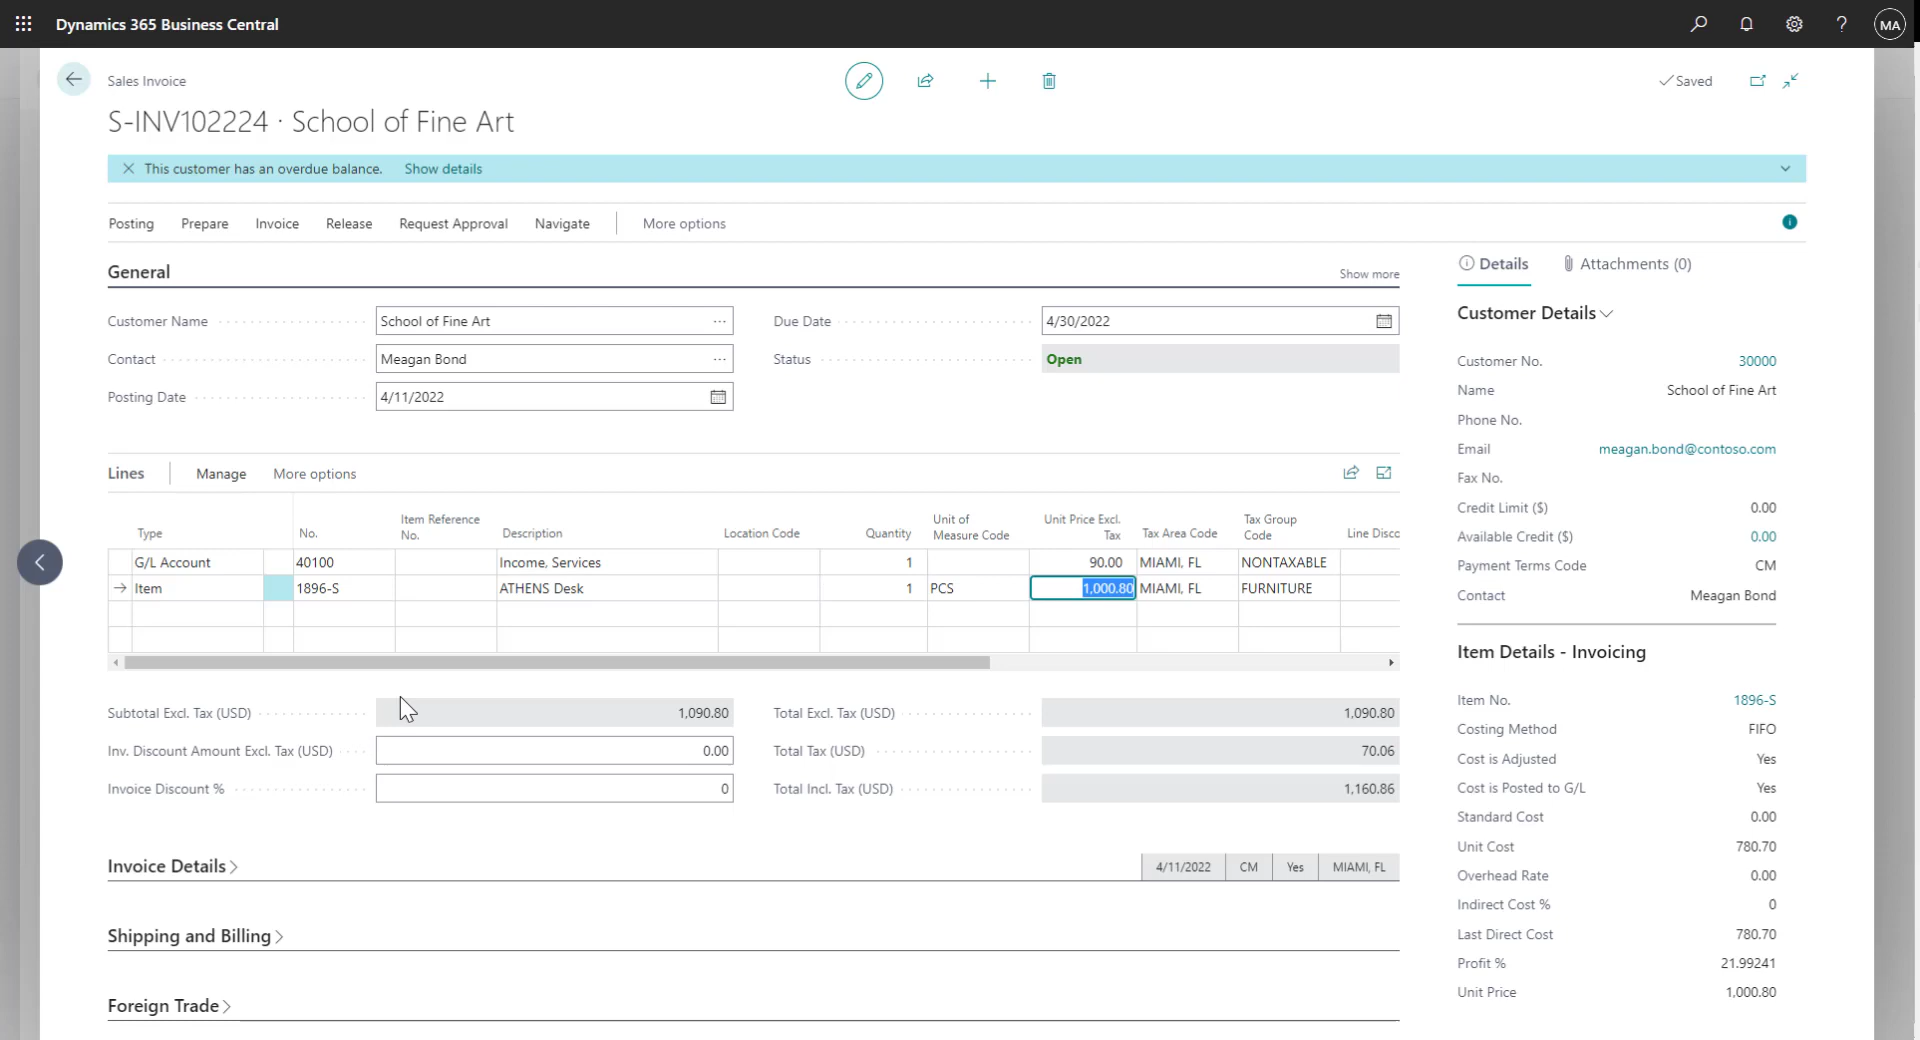 Dynamics 365 Business Central
MA
Sales Invoice
Saved
S-INV102224 · School of Fine Art
This customer has an overdue balance. Show details
Posting Prepare Invoice Release Request Approval Navigate More options
General
Show more
Customer Name School of Fine Art
Contact Meagan Bond
Posting Date 4/11/2022
Due Date 4/30/2022
Status Open
Lines Manage More options
Type No. Item Reference No. Description Location Code Quantity Unit of Measure Code Unit Price Excl. Tax Tax Area Code Tax Group Code Line Disco
G/L Account 40100 Income, Services 1 90.00 MIAMI, FL NONTAXABLE
Item 1896-S ATHENS Desk 1 PCS 1,000.80 MIAMI, FL FURNITURE
Subtotal Excl. Tax (USD) 1,090.80
Inv. Discount Amount Excl. Tax (USD) 0.00
Invoice Discount % 0
Total Excl. Tax (USD) 1,090.80
Total Tax (USD) 70.06
Total Incl. Tax (USD) 1,160.86
Invoice Details
4/11/2022 CM Yes MIAMI, FL
Shipping and Billing
Foreign Trade
Details Attachments (0)
Customer Details
Customer No. 30000
Name School of Fine Art
Phone No.
Email meagan.bond@contoso.com
Fax No.
Credit Limit ($) 0.00
Available Credit ($) 0.00
Payment Terms Code CM
Contact Meagan Bond
Item Details - Invoicing
Item No. 1896-S
Costing Method FIFO
Cost is Adjusted Yes
Cost is Posted to G/L Yes
Standard Cost 0.00
Unit Cost 780.70
Overhead Rate 0.00
Indirect Cost % 0
Last Direct Cost 780.70
Profit % 21.99241
Unit Price 1,000.80